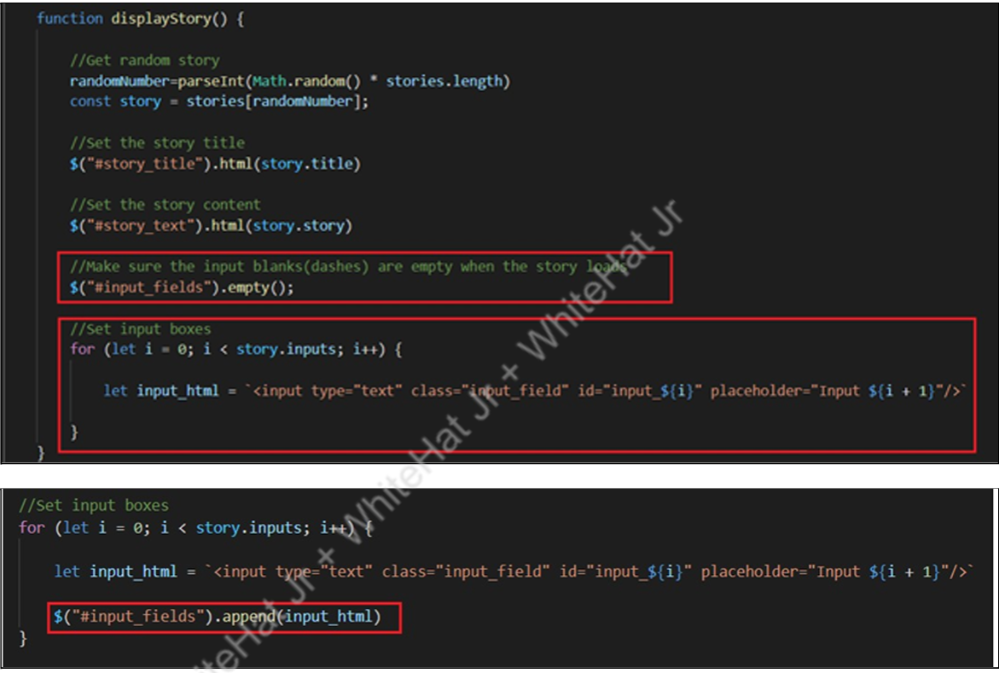 function displayStory() {
//Get random story
randomNumber=parseInt(Math.random() * stories.length)
const story = stories[randomNumber];
//Set the story title
$("#story_title").html(story.title)
//Set the story content
$("#story_text").html(story.story)
//Make sure the input blanks(dashes) are empty when the story loads
$("#input_fields").empty();
//Set input boxes
for (let i = 0; i < story.inputs; i++) {
let input_html = `<input type="text" class="input_field" id="input_${i}" placeholder="Input ${i + 1}"/>`
}
}
//Set input boxes
for (let i = 0; i < story.inputs; i++) {
let input_html = `<input type="text" class="input_field" id="input_${i}" placeholder="Input ${i + 1}"/>`
$("#input_fields").append(input_html)
}
WhiteHat Jr + WhiteHat Jr + WhiteHat Jr